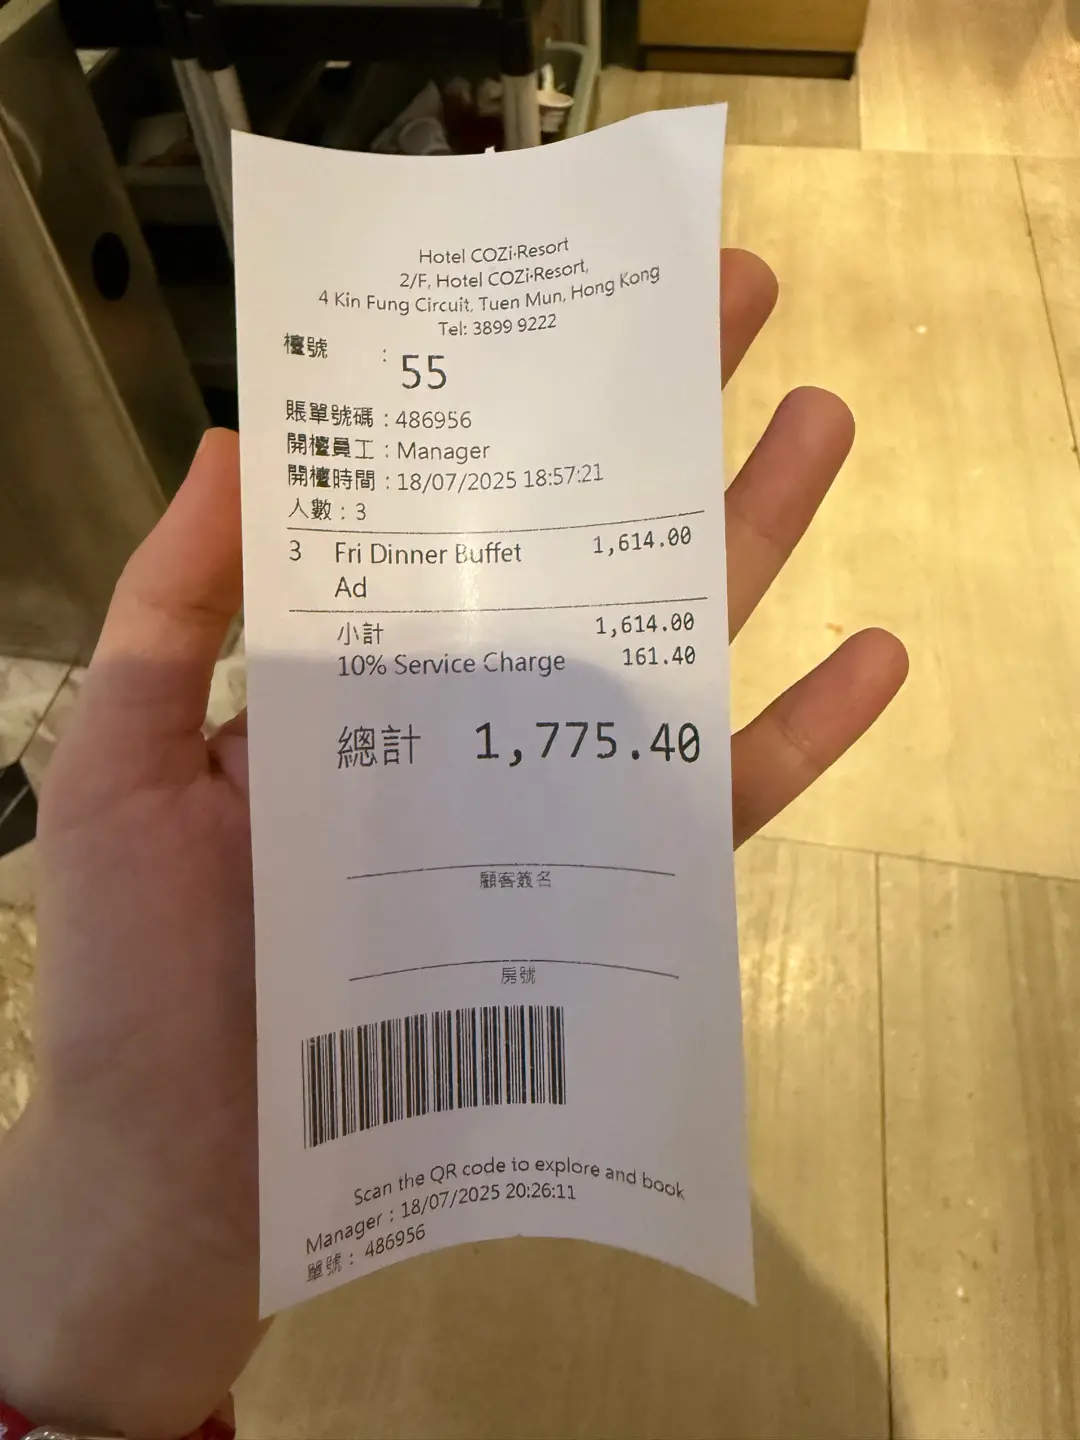 Hotel COZi·Resort
2/F, Hotel COZi·Resort,
4 Kin Fung Circuit, Tuen Mun, Hong Kong
Tel: 3899 9222
檯號 : 55
賬單號碼 : 486956
開檯員工 : Manager
開檯時間 : 18/07/2025 18:57:21
人數 : 3
3 Fri Dinner Buffet 1,614.00
Ad
小計 1,614.00
10% Service Charge 161.40
總計 1,775.40
顧客簽名
房號
Scan the QR code to explore and book
Manager : 18/07/2025 20:26:11
單號 : 486956